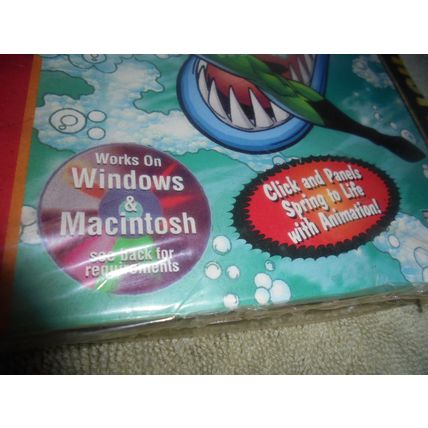 Works On
Windows
&
Macintosh
see back for
requirements
Click and Panels
Spring to Life
with Animation!